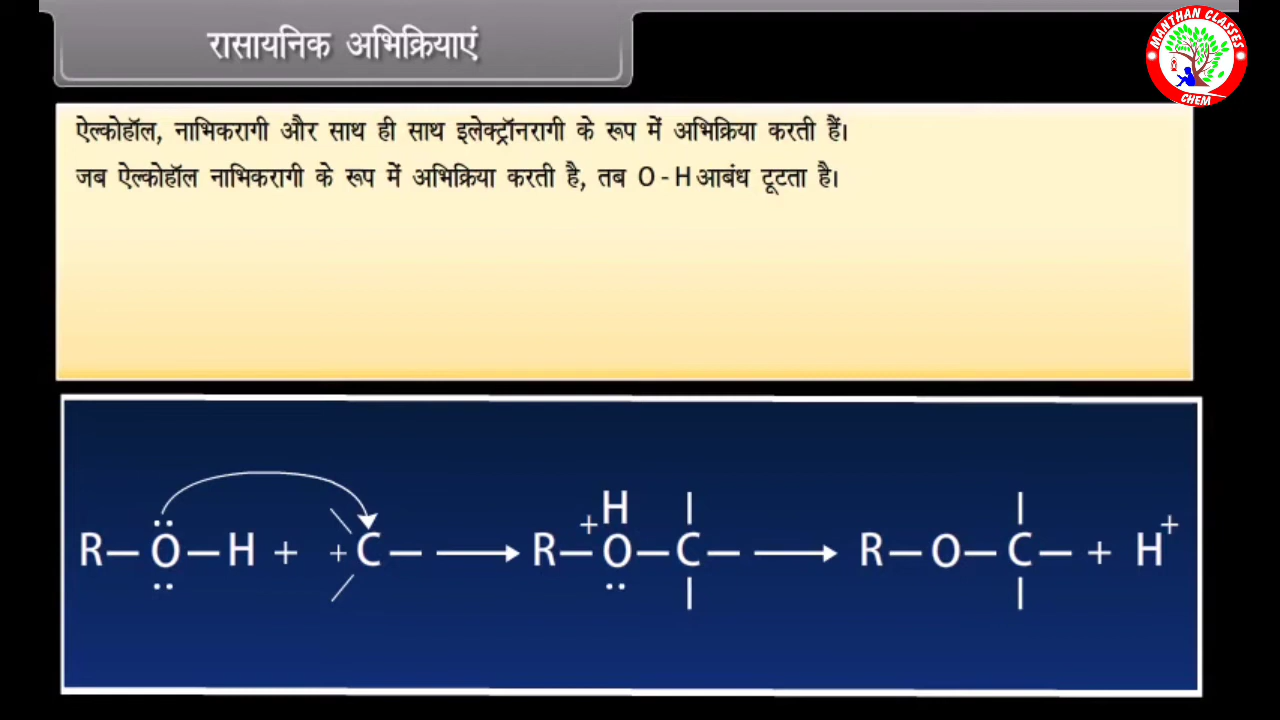 रासायनिक अभिक्रियाएं
MANTHAN CLASSES
CHEM
ऐल्कोहॉल, नाभिकरागी और साथ ही साथ इलेक्ट्रॉनरागी के रूप में अभिक्रिया करती हैं।
जब ऐल्कोहॉल नाभिकरागी के रूप में अभिक्रिया करती है, तब O - H आबंध टूटता है।
H
R – O – H + + C – ⟶ R – O⁺ – C – ⟶ R – O – C – + H⁺